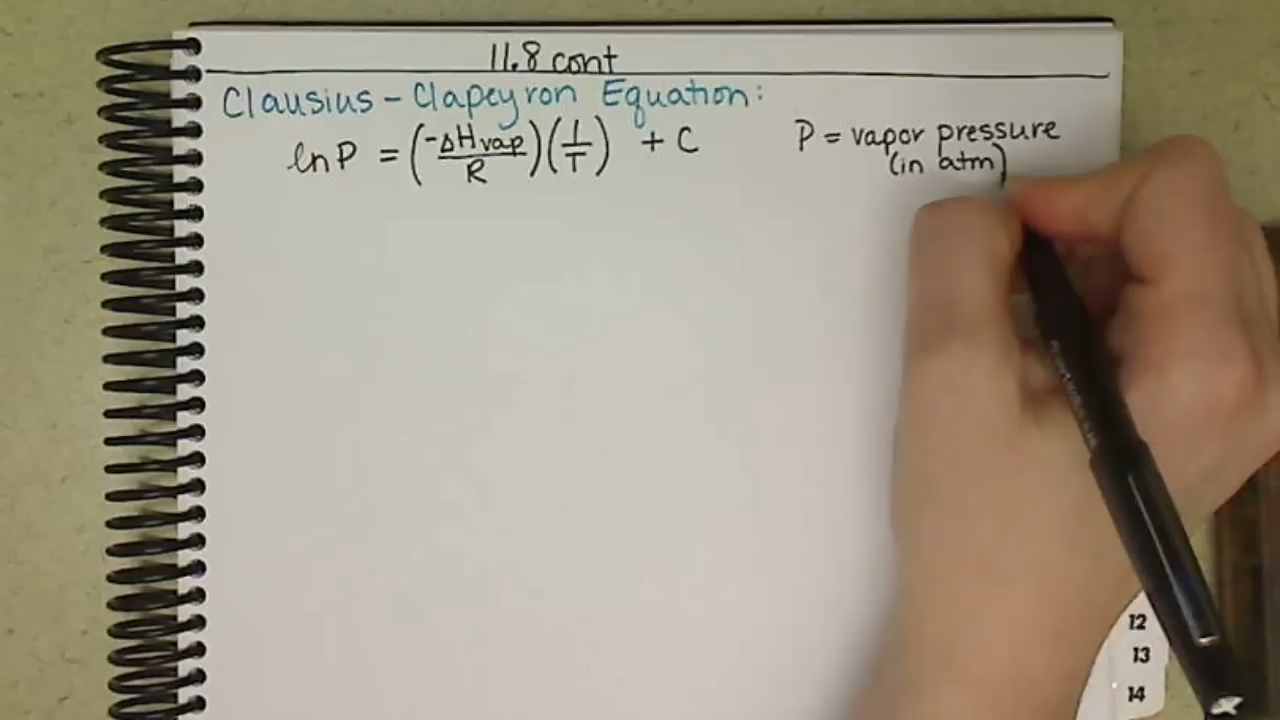 11.8 cont
Clausius - Clapeyron Equation:
ln P = (-ΔHvap/R)(1/T) + C
P = vapor pressure
(in atm)
12
13
14